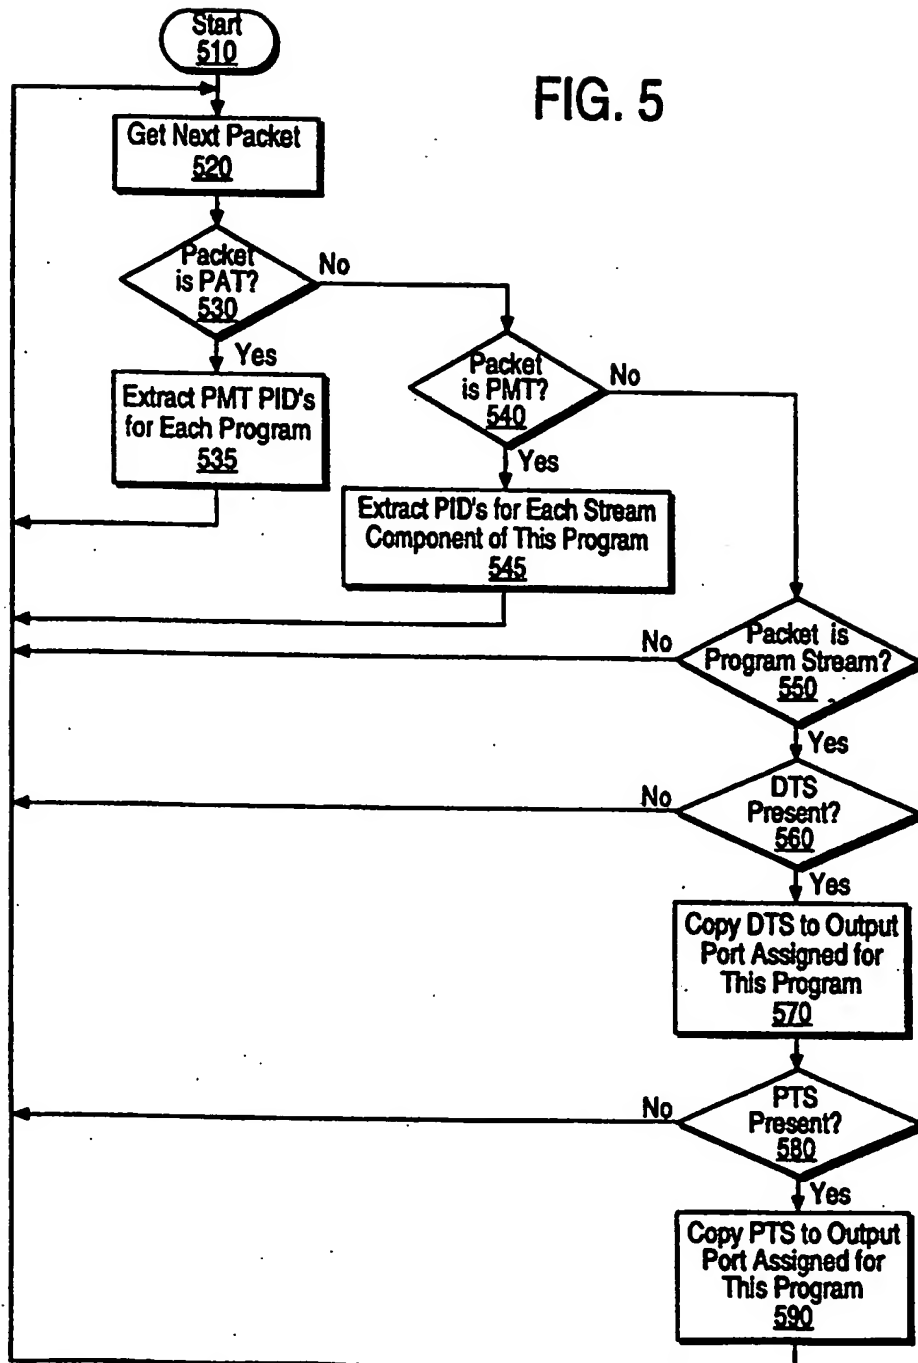 Start
510
FIG. 5
Get Next Packet
520
Packet
is PAT?
530
No
Yes
Packet
is PMT?
540
No
Extract PMT PID's
for Each Program
535
Yes
Extract PID's for Each Stream
Component of This Program
545
Packet is
Program Stream?
550
No
Yes
DTS
Present?
560
No
Yes
Copy DTS to Output
Port Assigned for
This Program
570
PTS
Present?
580
No
Yes
Copy PTS to Output
Port Assigned for
This Program
590